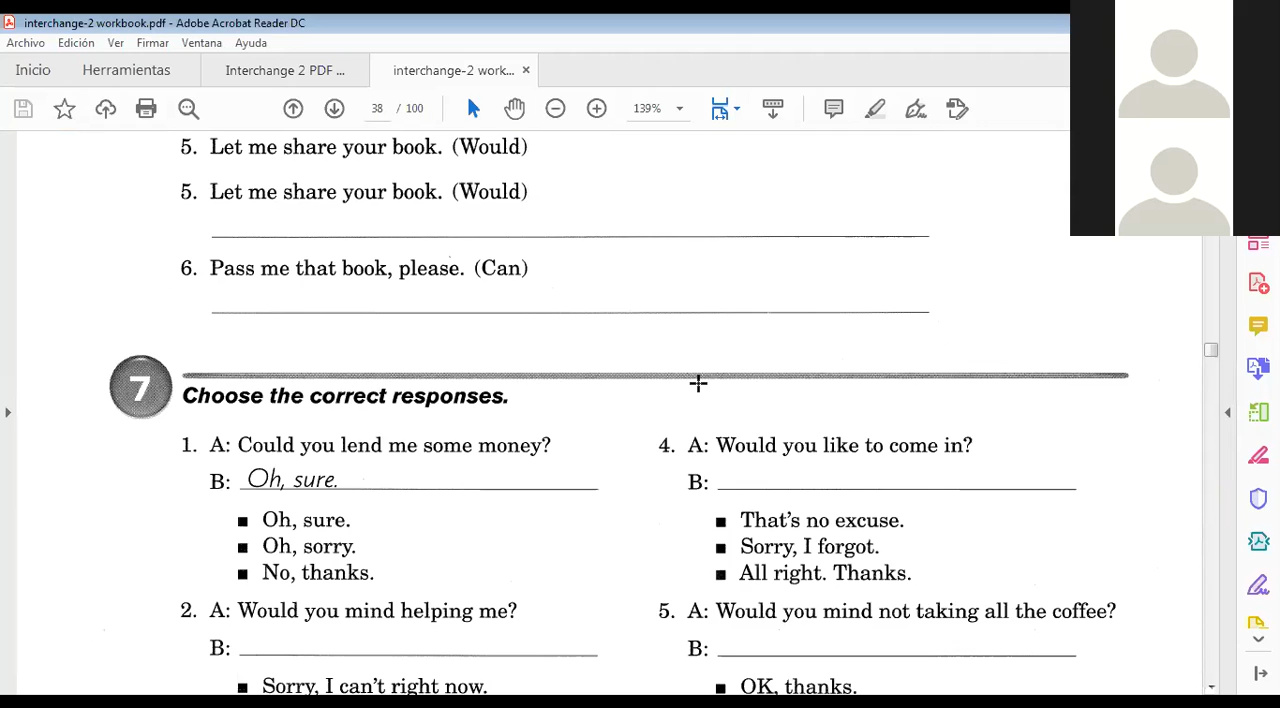 interchange-2 workbook.pdf - Adobe Acrobat Reader DC
Archivo Edición Ver Firmar Ventana Ayuda
Inicio Herramientas Interchange 2 PDF ... interchange-2 work... ×
38 / 100 139%
5. Let me share your book. (Would)
5. Let me share your book. (Would)
6. Pass me that book, please. (Can)
7
Choose the correct responses.
1. A: Could you lend me some money?
B: Oh, sure.
■ Oh, sure.
■ Oh, sorry.
■ No, thanks.
2. A: Would you mind helping me?
B:
■ Sorry, I can't right now.
4. A: Would you like to come in?
B:
■ That's no excuse.
■ Sorry, I forgot.
■ All right. Thanks.
5. A: Would you mind not taking all the coffee?
B:
■ OK, thanks.